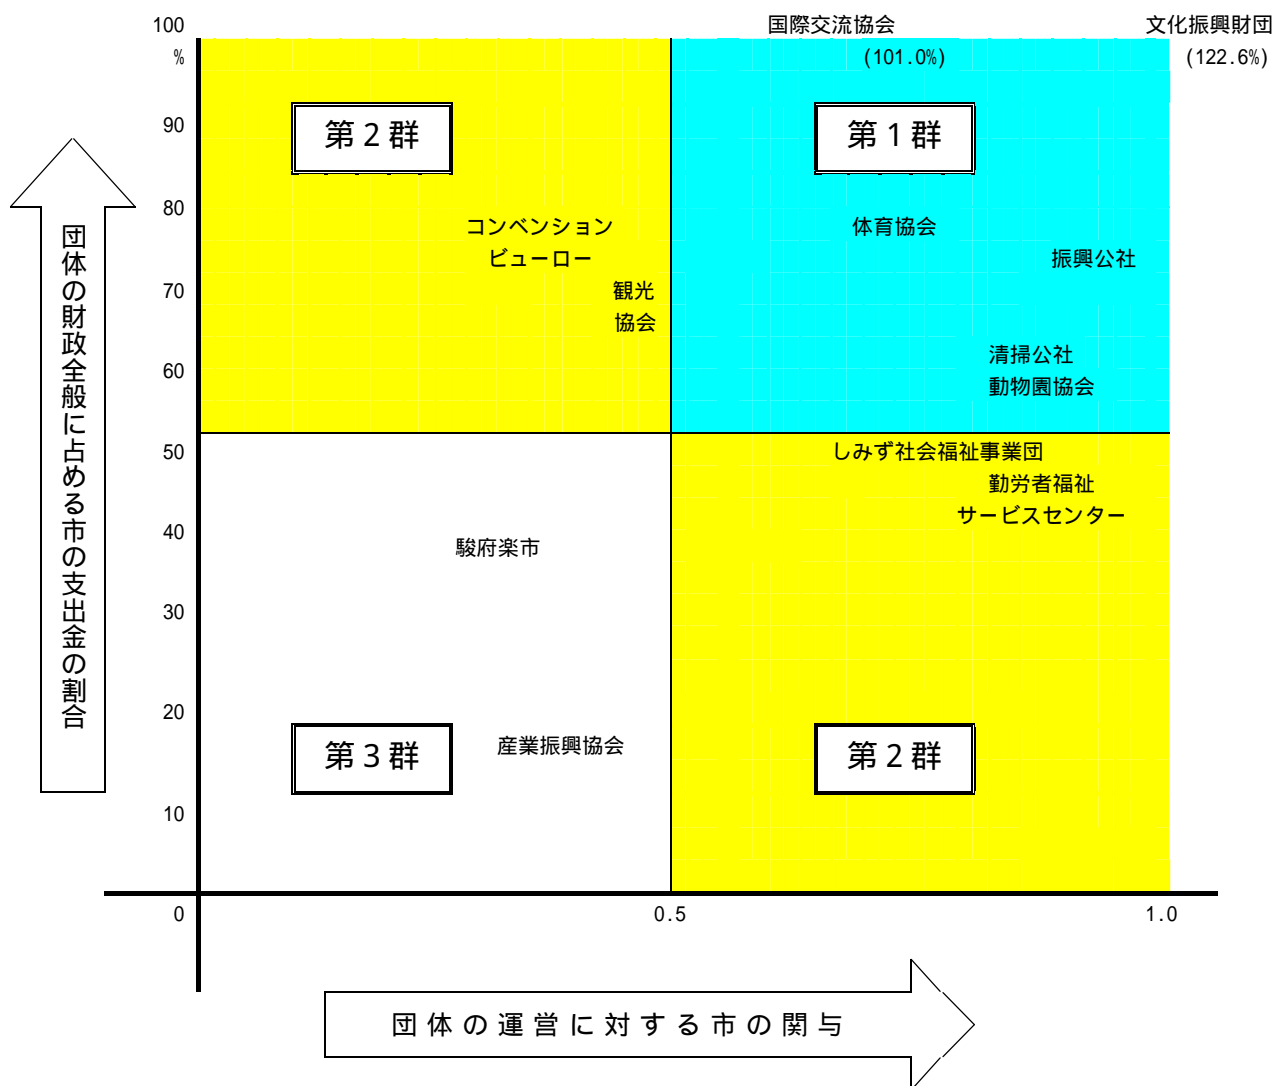 100
国際交流協会
文化振興財団
%
(101.0%)
(122.6%)
90
第2群
第1群
80
コンベンション
ビューロー
体育協会
振興公社
70
観光
協会
清掃公社
60
動物園協会
団体の財政全般に占める市の支出金の割合
50
しみず社会福祉事業団
勤労者福祉
サービスセンター
40
駿府楽市
30
20
第3群
産業振興協会
第2群
10
0
0.5
1.0
団体の運営に対する市の関与